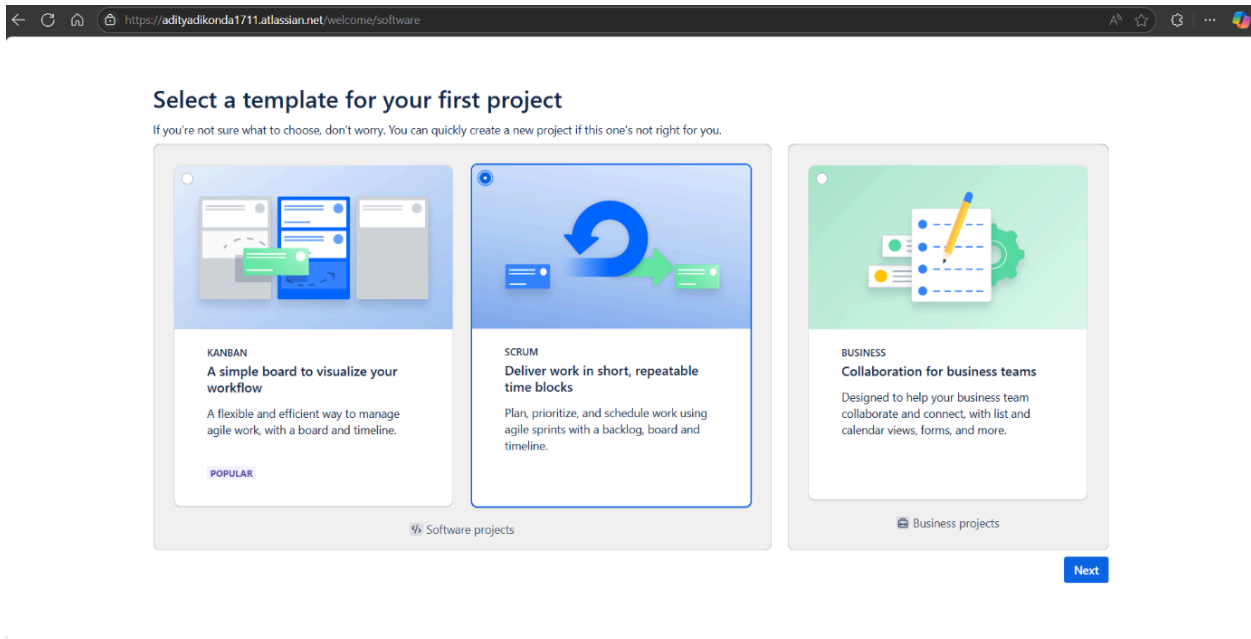 https://adityadikonda1711.atlassian.net/welcome/software
Select a template for your first project
If you're not sure what to choose, don't worry. You can quickly create a new project if this one's not right for you.
KANBAN
A simple board to visualize your
workflow
A flexible and efficient way to manage
agile work, with a board and timeline.
POPULAR
SCRUM
Deliver work in short, repeatable
time blocks
Plan, prioritize, and schedule work using
agile sprints with a backlog, board and
timeline.
Software projects
BUSINESS
Collaboration for business teams
Designed to help your business team
collaborate and connect, with list and
calendar views, forms, and more.
Business projects
Next